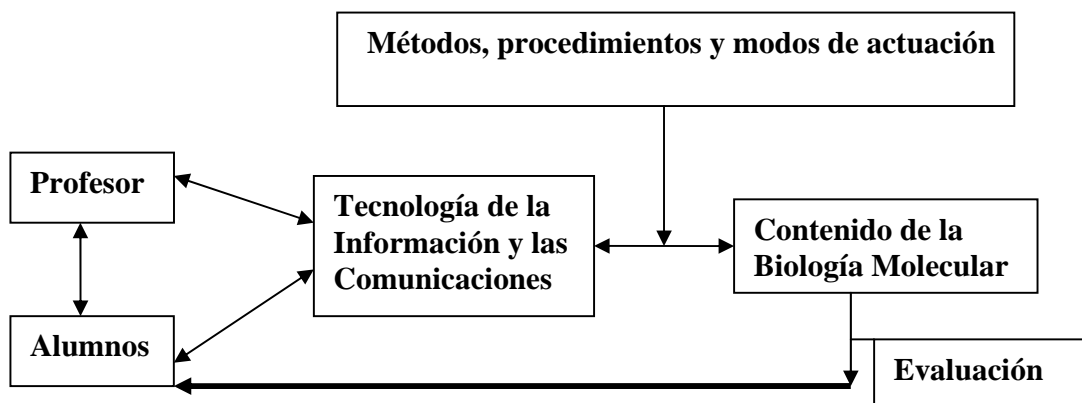 Métodos, procedimientos y modos de actuación
Profesor
Tecnología de la
Información y las
Comunicaciones
Contenido de la
Biología Molecular
Alumnos
Evaluación